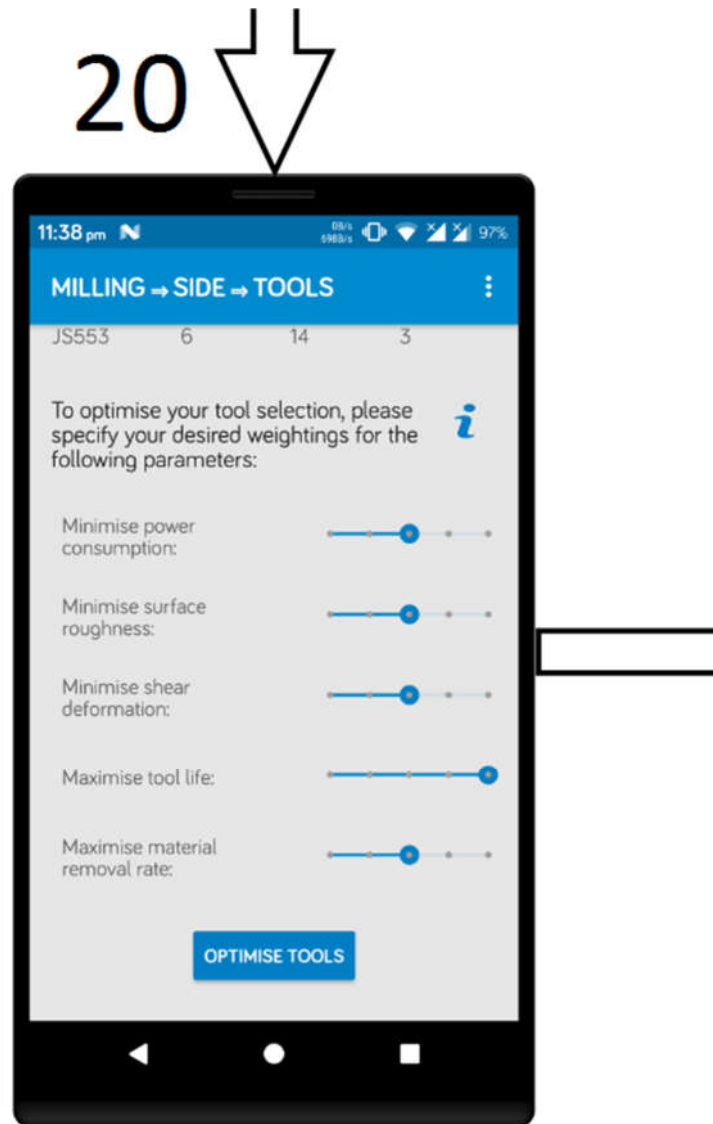 20
11:38 pm 0B/s 97%
698B/s
MILLING ⇒ SIDE ⇒ TOOLS
JS553 6 14 3
To optimise your tool selection, please
specify your desired weightings for the
following parameters:
Minimise power
consumption:
Minimise surface
roughness:
Minimise shear
deformation:
Maximise tool life:
Maximise material
removal rate:
OPTIMISE TOOLS